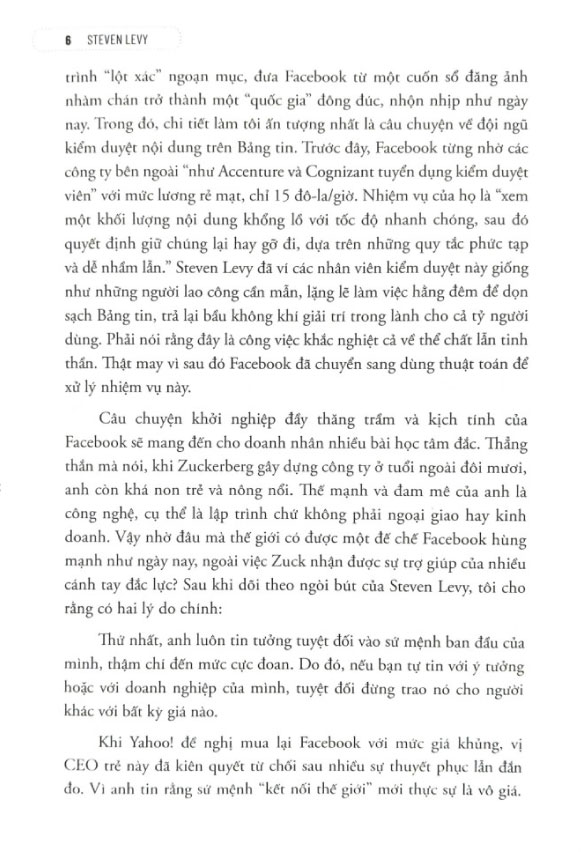 6 STEVEN LEVY
trình “lột xác” ngoạn mục, đưa Facebook từ một cuốn sổ đăng ảnh
nhàm chán trở thành một “quốc gia” đông đúc, nhộn nhịp như ngày
nay. Trong đó, chi tiết làm tôi ấn tượng nhất là câu chuyện về đội ngũ
kiểm duyệt nội dung trên Bảng tin. Trước đây, Facebook từng nhờ các
công ty bên ngoài “như Accenture và Cognizant tuyển dụng kiểm duyệt
viên” với mức lương rẻ mạt, chỉ 15 đô-la/giờ. Nhiệm vụ của họ là “xem
một khối lượng nội dung khổng lồ với tốc độ nhanh chóng, sau đó
quyết định giữ chúng lại hay gỡ đi, dựa trên những quy tắc phức tạp
và dễ nhầm lẫn.” Steven Levy đã ví các nhân viên kiểm duyệt này giống
như những người lao công cần mẫn, lặng lẽ làm việc hằng đêm để dọn
sạch Bảng tin, trả lại bầu không khí giải trí trong lành cho cả tỷ người
dùng. Phải nói rằng đây là công việc khắc nghiệt cả về thể chất lẫn tinh
thần. Thật may vì sau đó Facebook đã chuyển sang dùng thuật toán để
xử lý nhiệm vụ này.
Câu chuyện khởi nghiệp đầy thăng trầm và kịch tính của
Facebook sẽ mang đến cho doanh nhân nhiều bài học tâm đắc. Thẳng
thắn mà nói, khi Zuckerberg gây dựng công ty ở tuổi ngoài đôi mươi,
anh còn khá non trẻ và nông nổi. Thế mạnh và đam mê của anh là
công nghệ, cụ thể là lập trình chứ không phải ngoại giao hay kinh
doanh. Vậy nhờ đâu mà thế giới có được một đế chế Facebook hùng
mạnh như ngày nay, ngoài việc Zuck nhận được sự trợ giúp của nhiều
cánh tay đắc lực? Sau khi dõi theo ngòi bút của Steven Levy, tôi cho
rằng có hai lý do chính:
Thứ nhất, anh luôn tin tưởng tuyệt đối vào sứ mệnh ban đầu của
mình, thậm chí đến mức cực đoan. Do đó, nếu bạn tự tin với ý tưởng
hoặc với doanh nghiệp của mình, tuyệt đối đừng trao nó cho người
khác với bất kỳ giá nào.
Khi Yahoo! đề nghị mua lại Facebook với mức giá khủng, vị
CEO trẻ này đã kiên quyết từ chối sau nhiều sự thuyết phục lẫn đắn
đo. Vì anh tin rằng sứ mệnh “kết nối thế giới” mới thực sự là vô giá.